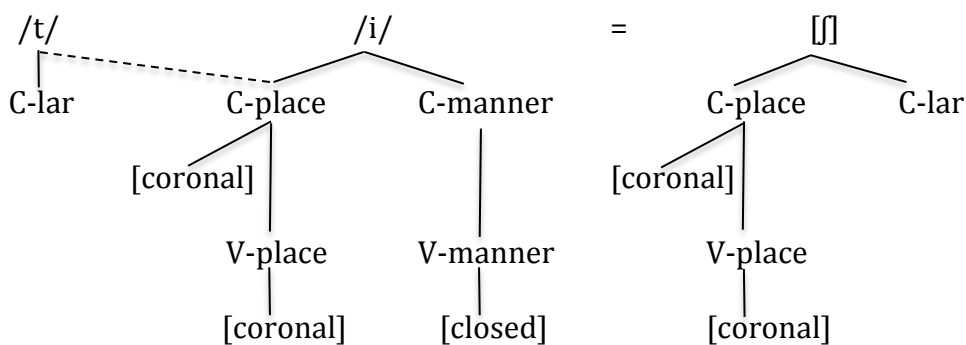 /t/ /i/ = [ʃ]
C-lar C-place C-manner C-place C-lar
[coronal] [coronal]
V-place V-manner V-place
[coronal] [closed] [coronal]